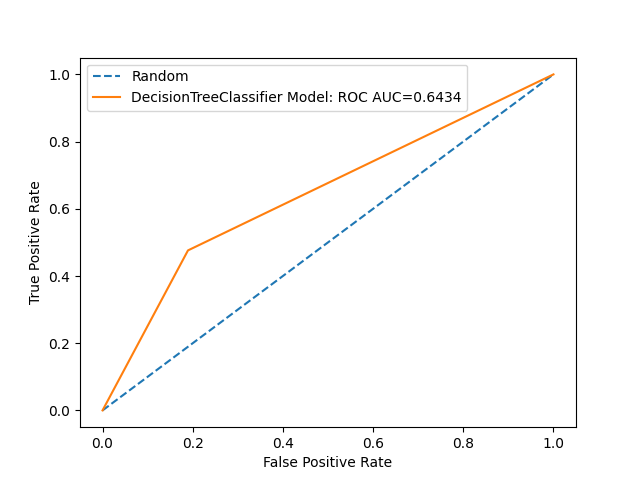 Random
DecisionTreeClassifier Model: ROC AUC=0.6434
1.0
0.8
0.6
0.4
0.2
0.0
True Positive Rate
0.0 0.2 0.4 0.6 0.8 1.0
False Positive Rate